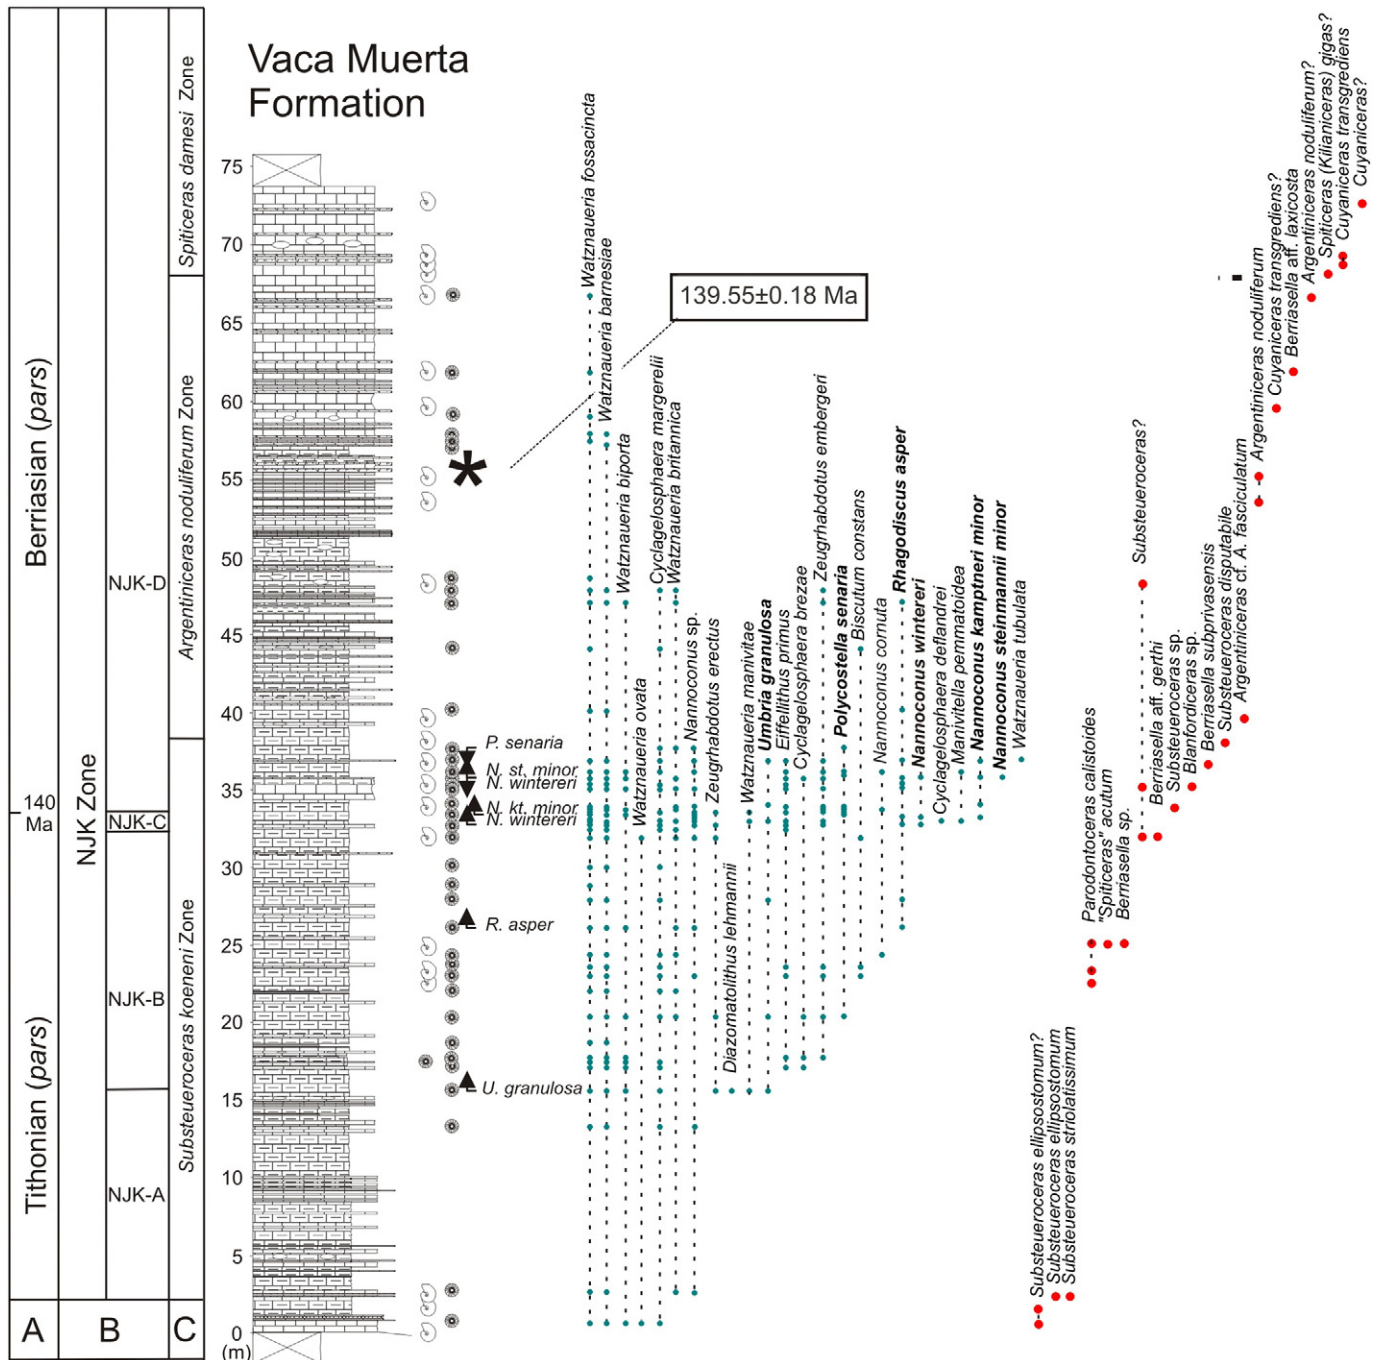 Vaca Muerta
Formation
Spiticeras damesi Zone
Argentiniceras noduliferum Zone
Substeueroceras koeneni Zone
Berriasian (pars)
Tithonian (pars)
NJK Zone
NJK-D
NJK-C
NJK-B
NJK-A
140
Ma
A
B
C
75
70
65
60
55
50
45
40
35
30
25
20
15
10
5
0
(m)
139.55±0.18 Ma
*
P. senaria
N. st. minor
N. wintereri
N. kt. minor
N. wintereri
R. asper
U. granulosa
Watznaueria fossacincta
Watznaueria barnesiae
Watznaueria biporta
Watznaueria ovata
Cyclagelosphaera margerelii
Watznaueria britannica
Nannoconus sp.
Zeugrhabdotus erectus
Diazomatolithus lehmannii
Watznaueria manivitae
Umbria granulosa
Eiffellithus primus
Cyclagelosphaera brezae
Zeugrhabdotus embergeri
Polycostella senaria
Biscutum constans
Nannoconus cornuta
Rhagodiscus asper
Nannoconus wintereri
Cyclagelosphaera deflandrei
Manivitella pemmatoidea
Nannoconus kamptneri minor
Nannoconus steinmannii minor
Watznaueria tubulata
Substeueroceras ellipsostomum?
Substeueroceras ellipsostomum
Substeueroceras striolatissimum
Parodontoceras calistoides
"Spiticeras" acutum
Berriasella sp.
Substeueroceras?
Berriasella aff. gerthi
Substeueroceras sp.
Blanfordiceras sp.
Berriasella subprivasensis
Substeueroceras disputabile
Argentiniceras cf. A. fasciculatum
Argentiniceras noduliferum
Cuyaniceras transgrediens?
Berriasella aff. laxicosta
Argentiniceras noduliferum?
Spiticeras (Kilianiceras) gigas?
Cuyaniceras transgrediens
Cuyaniceras?